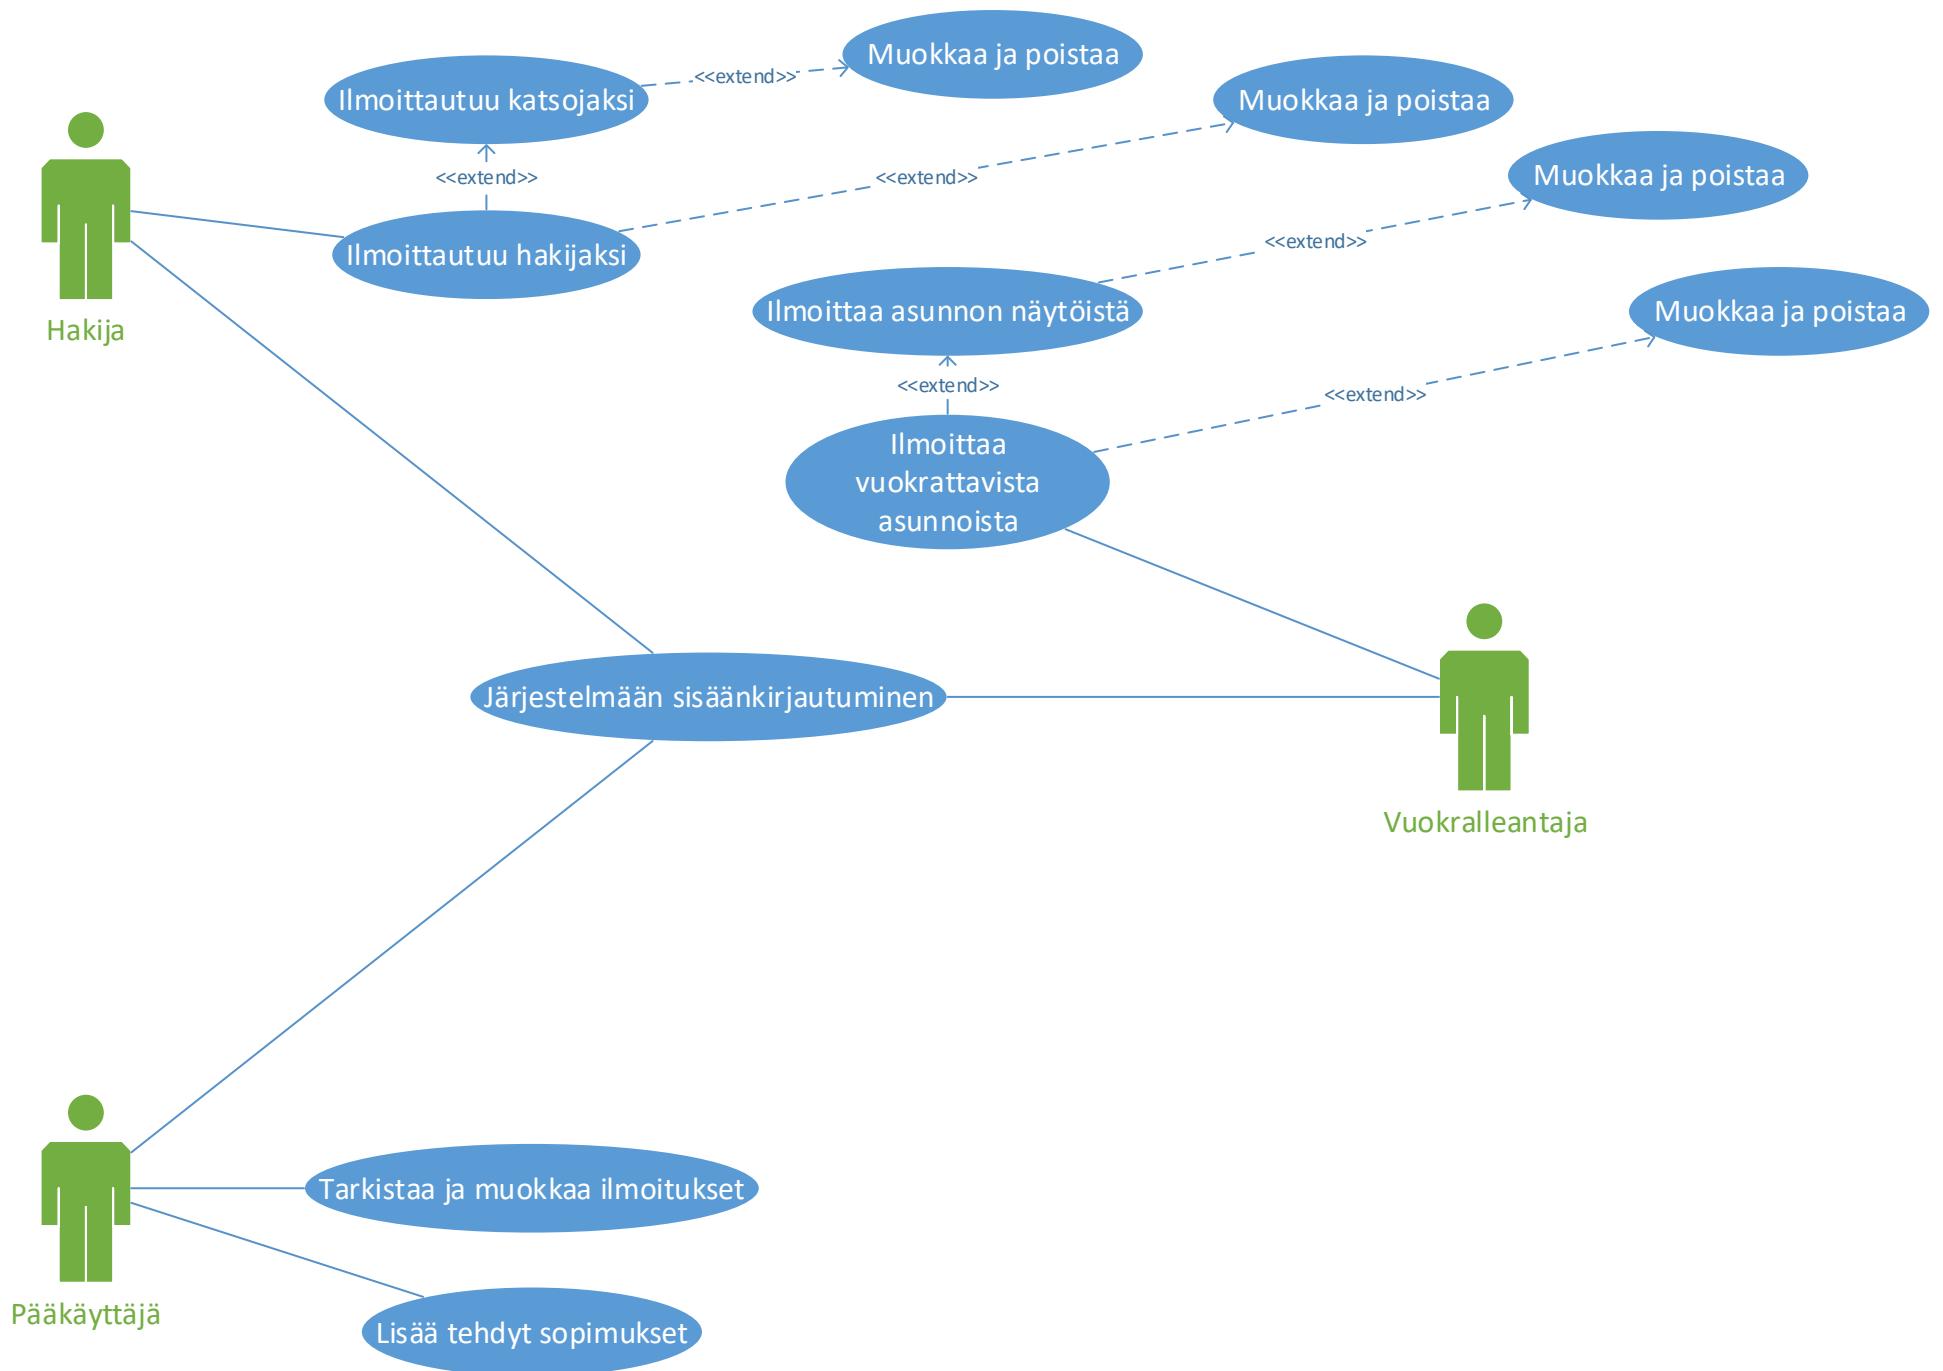 Muokkaa ja poistaa
<<extend>>
Ilmoittautuu katsojaksi
Muokkaa ja poistaa
<<extend>>
<<extend>>
Muokkaa ja poistaa
<<extend>>
Ilmoittautuu hakijaksi
Ilmoittaa asunnon näytöistä
Muokkaa ja poistaa
Hakija
<<extend>>
<<extend>>
Ilmoittaa
vuokrattavista
asunnoista
Järjestelmään sisäänkirjautuminen
Vuokralleantaja
Tarkistaa ja muokkaa ilmoitukset
Pääkäyttäjä
Lisää tehdyt sopimukset